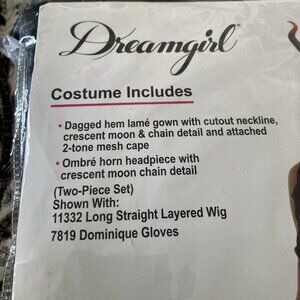 Dreamgirl
Costume Includes
• Dagged hem lamé gown with cutout neckline,
crescent moon & chain detail and attached
2-tone mesh cape
• Ombré horn headpiece with
crescent moon chain detail
(Two-Piece Set)
Shown With:
11332 Long Straight Layered Wig
7819 Dominique Gloves